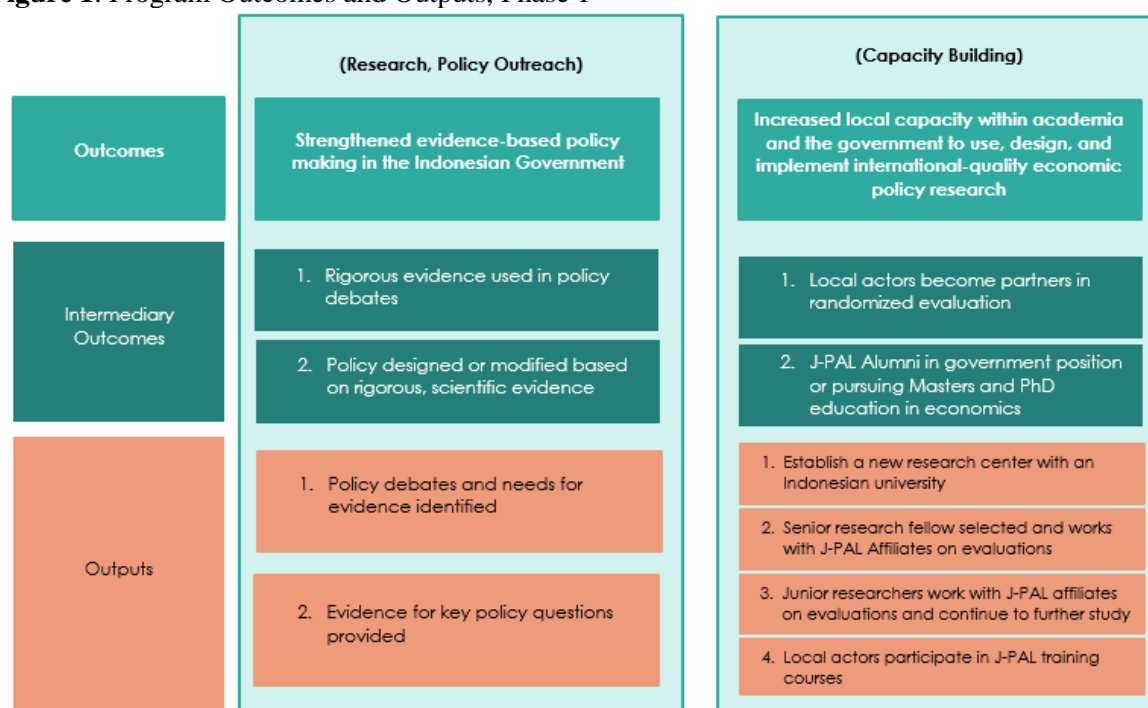 Figure 1. Program Outcomes and Outputs, Phase 1
(Research, Policy Outreach)
(Capacity Building)
Outcomes
Strengthened evidence-based policy
making in the Indonesian Government
Increased local capacity within academia
and the government to use, design, and
implement international-quality economic
policy research
Intermediary
Outcomes
1. Rigorous evidence used in policy
debates
2. Policy designed or modified based
on rigorous, scientific evidence
1. Local actors become partners in
randomized evaluation
2. J-PAL Alumni in government position
or pursuing Masters and PhD
education in economics
Outputs
1. Policy debates and needs for
evidence identified
2. Evidence for key policy questions
provided
1. Establish a new research center with an
Indonesian university
2. Senior research fellow selected and works
with J-PAL Affiliates on evaluations
3. Junior researchers work with J-PAL affiliates
on evaluations and continue to further study
4. Local actors participate in J-PAL training
courses